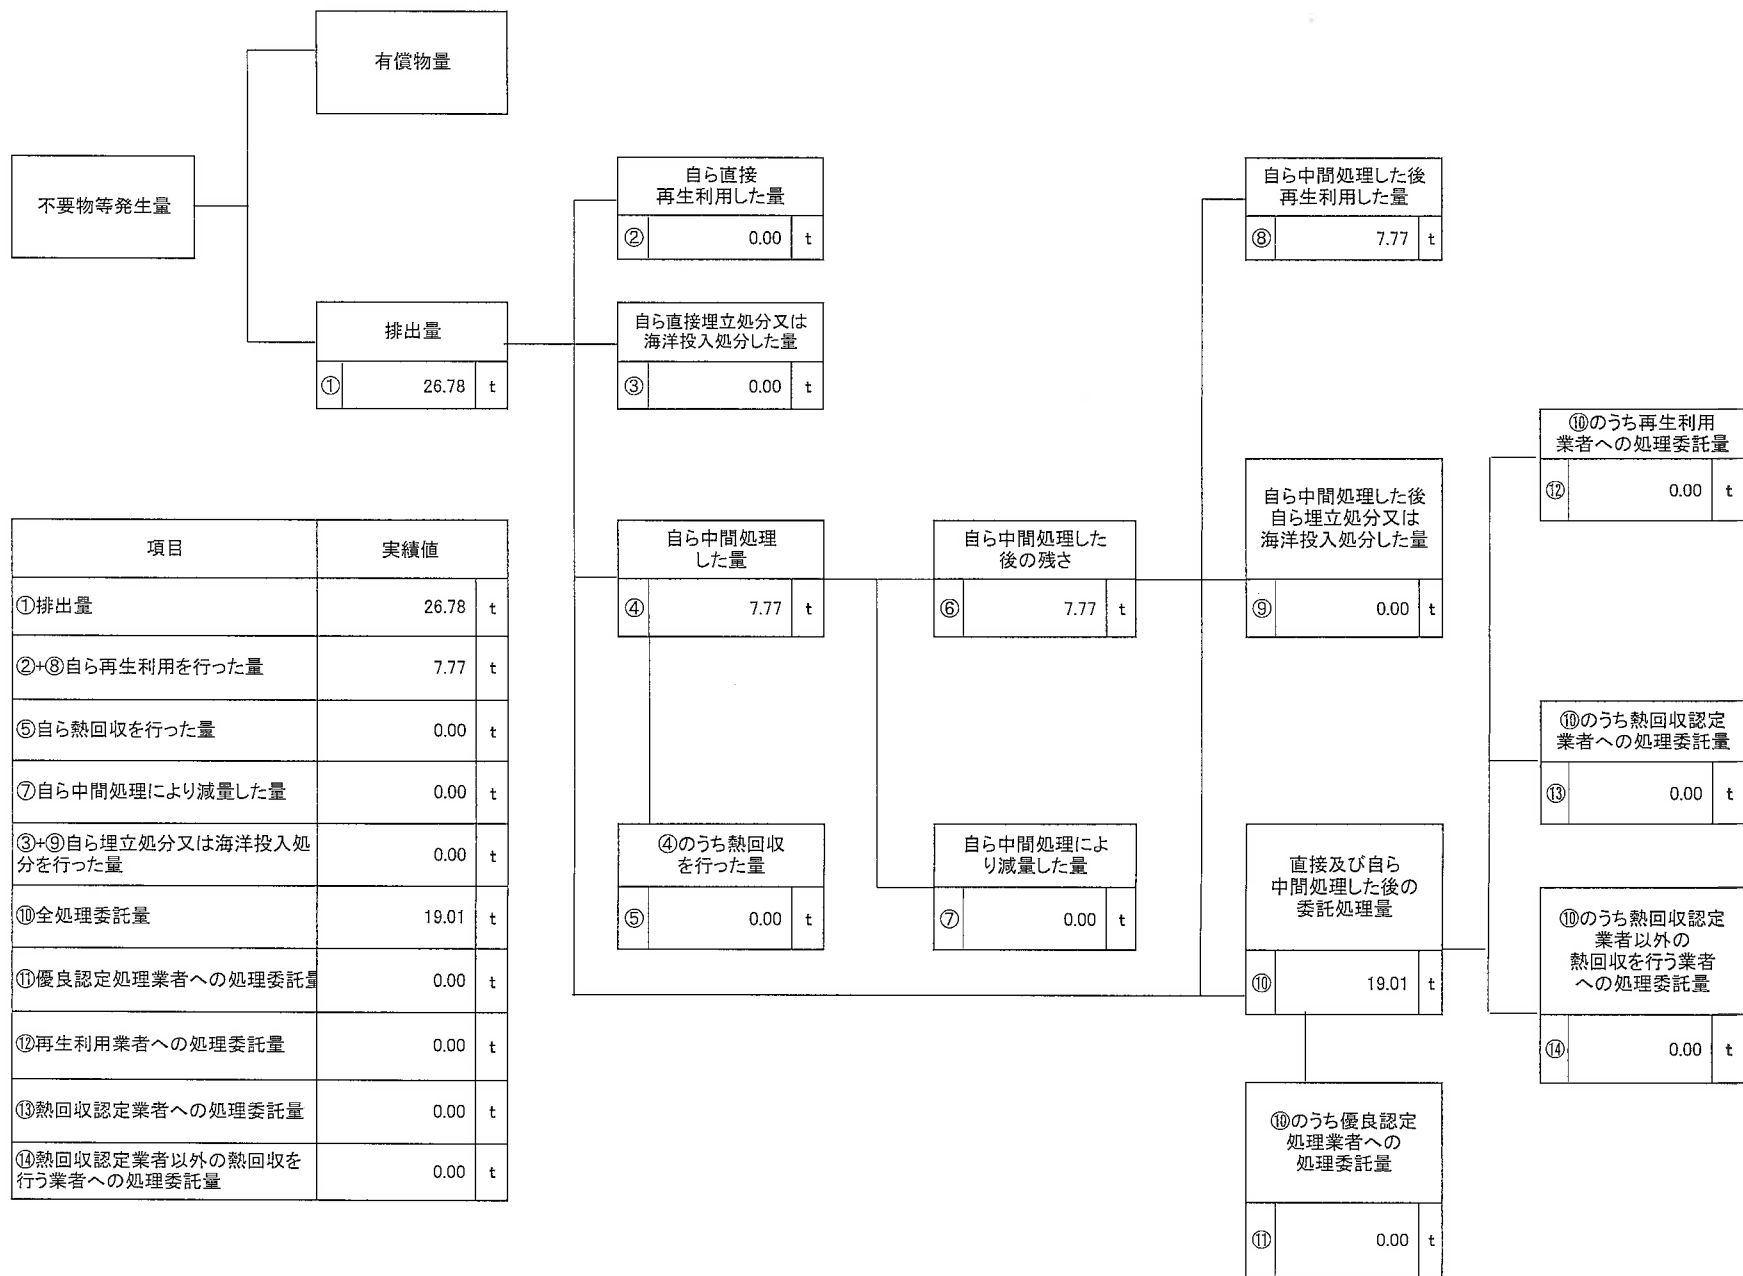 有償物量
不要物等発生量
排出量
① 26.78 t
自ら直接
再生利用した量
② 0.00 t
自ら直接埋立処分又は
海洋投入処分した量
③ 0.00 t
自ら中間処理
した量
④ 7.77 t
④のうち熱回収
を行った量
⑤ 0.00 t
自ら中間処理した
後の残さ
⑥ 7.77 t
自ら中間処理によ
り減量した量
⑦ 0.00 t
自ら中間処理した後
再生利用した量
⑧ 7.77 t
自ら中間処理した後
自ら埋立処分又は
海洋投入処分した量
⑨ 0.00 t
直接及び自ら
中間処理した後の
委託処理量
⑩ 19.01 t
⑩のうち優良認定
処理業者への
処理委託量
⑪ 0.00 t
⑩のうち再生利用
業者への処理委託量
⑫ 0.00 t
⑩のうち熱回収認定
業者への処理委託量
⑬ 0.00 t
⑩のうち熱回収認定
業者以外の
熱回収を行う業者
への処理委託量
⑭ 0.00 t
項目 実績値
①排出量 26.78 t
②+⑧自ら再生利用を行った量 7.77 t
⑤自ら熱回収を行った量 0.00 t
⑦自ら中間処理により減量した量 0.00 t
③+⑨自ら埋立処分又は海洋投入処
分を行った量 0.00 t
⑩全処理委託量 19.01 t
⑪優良認定処理業者への処理委託量 0.00 t
⑫再生利用業者への処理委託量 0.00 t
⑬熱回収認定業者への処理委託量 0.00 t
⑭熱回収認定業者以外の熱回収を
行う業者への処理委託量 0.00 t